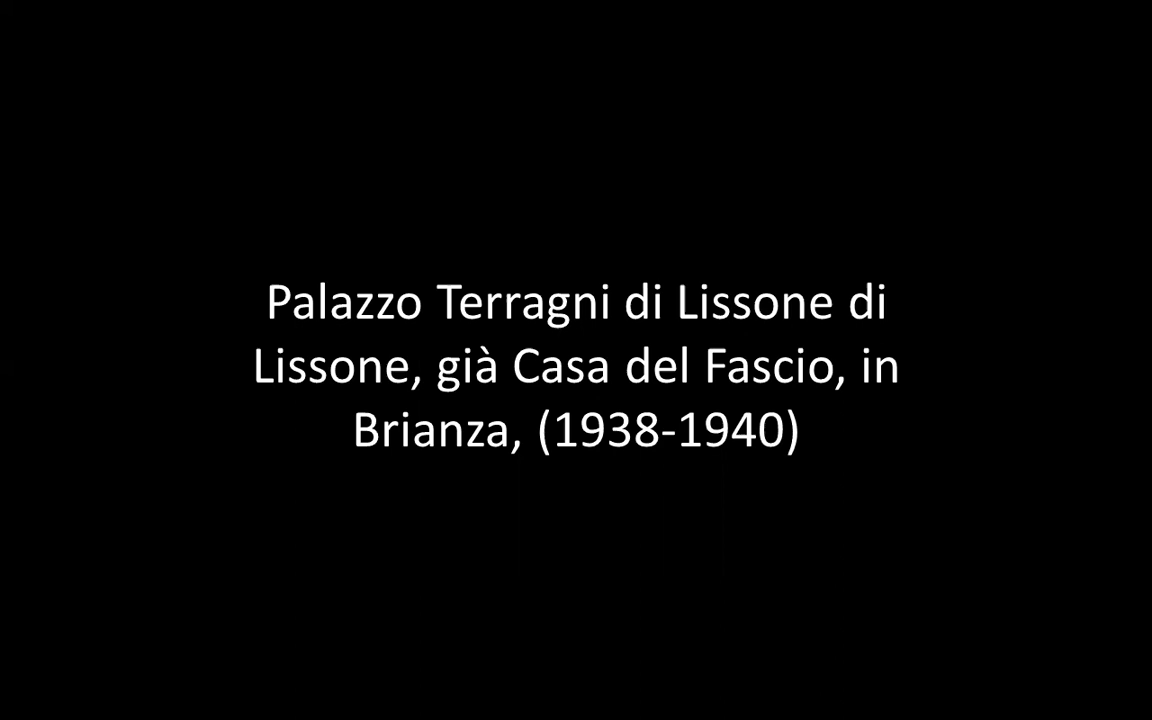 Palazzo Terragni di Lissone di
Lissone, già Casa del Fascio, in
Brianza, (1938-1940)